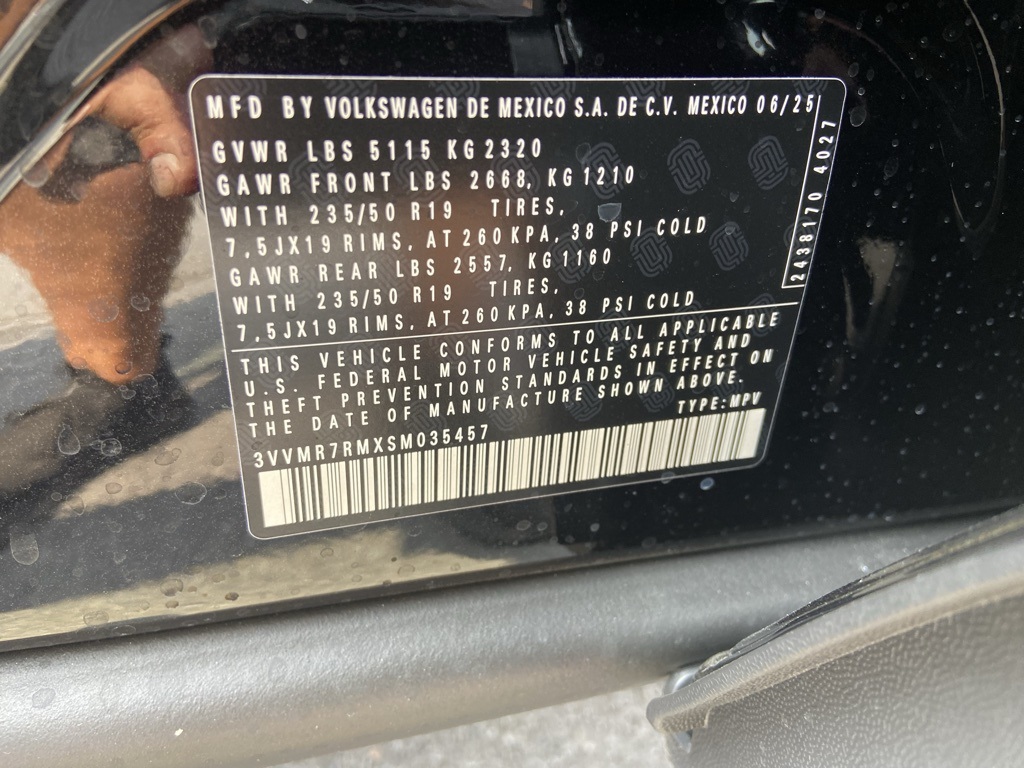 MFD BY VOLKSWAGEN DE MEXICO S.A. DE C.V. MEXICO 06/25
GVWR LBS 5115 KG 2320
GAWR FRONT LBS 2668, KG 1210
WITH 235/50 R19 TIRES,
7,5JX19 RIMS, AT 260 KPA, 38 PSI COLD
GAWR REAR LBS 2557, KG 1160
WITH 235/50 R19 TIRES,
7,5JX19 RIMS, AT 260 KPA, 38 PSI COLD
2438170 4027
THIS VEHICLE CONFORMS TO ALL APPLICABLE
U.S. FEDERAL MOTOR VEHICLE SAFETY AND
THEFT PREVENTION STANDARDS IN EFFECT ON
THE DATE OF MANUFACTURE SHOWN ABOVE.
3VVMR7RMXSM035457 TYPE:MPV